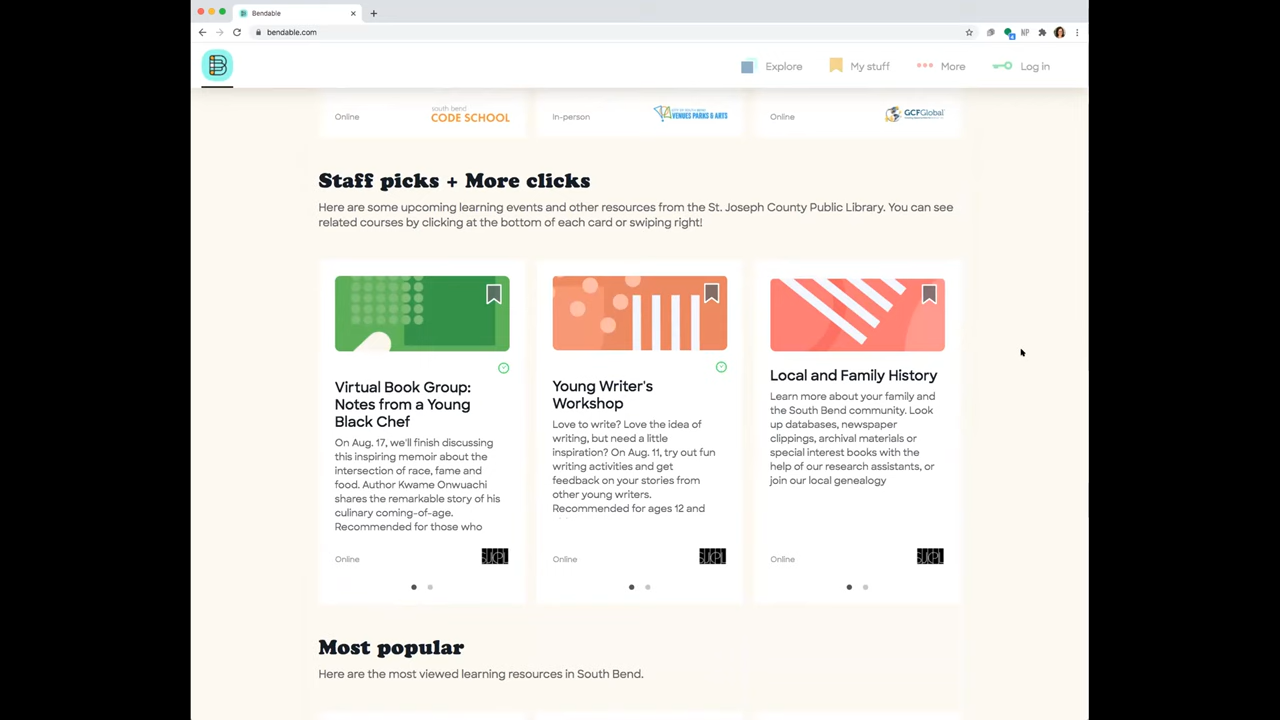 Bendable
bendable.com
NP
B
Explore
My stuff
More
Log in
Online
south bend
CODE SCHOOL
In-person
VENUES PARKS & ARTS
Online
GCFGlobal
Staff picks + More clicks
Here are some upcoming learning events and other resources from the St. Joseph County Public Library. You can see
related courses by clicking at the bottom of each card or swiping right!
Virtual Book Group:
Notes from a Young
Black Chef
On Aug. 17, we'll finish discussing
this inspiring memoir about the
intersection of race, fame and
food. Author Kwame Onwuachi
shares the remarkable story of his
culinary coming-of-age.
Recommended for those who
Online
SJCPL
Young Writer's
Workshop
Love to write? Love the idea of
writing, but need a little
inspiration? On Aug. 11, try out fun
writing activities and get
feedback on your stories from
other young writers.
Recommended for ages 12 and
Online
SJCPL
Local and Family History
Learn more about your family and
the South Bend community. Look
up databases, newspaper
clippings, archival materials or
special interest books with the
help of our research assistants, or
join our local genealogy
Online
SJCPL
Most popular
Here are the most viewed learning resources in South Bend.